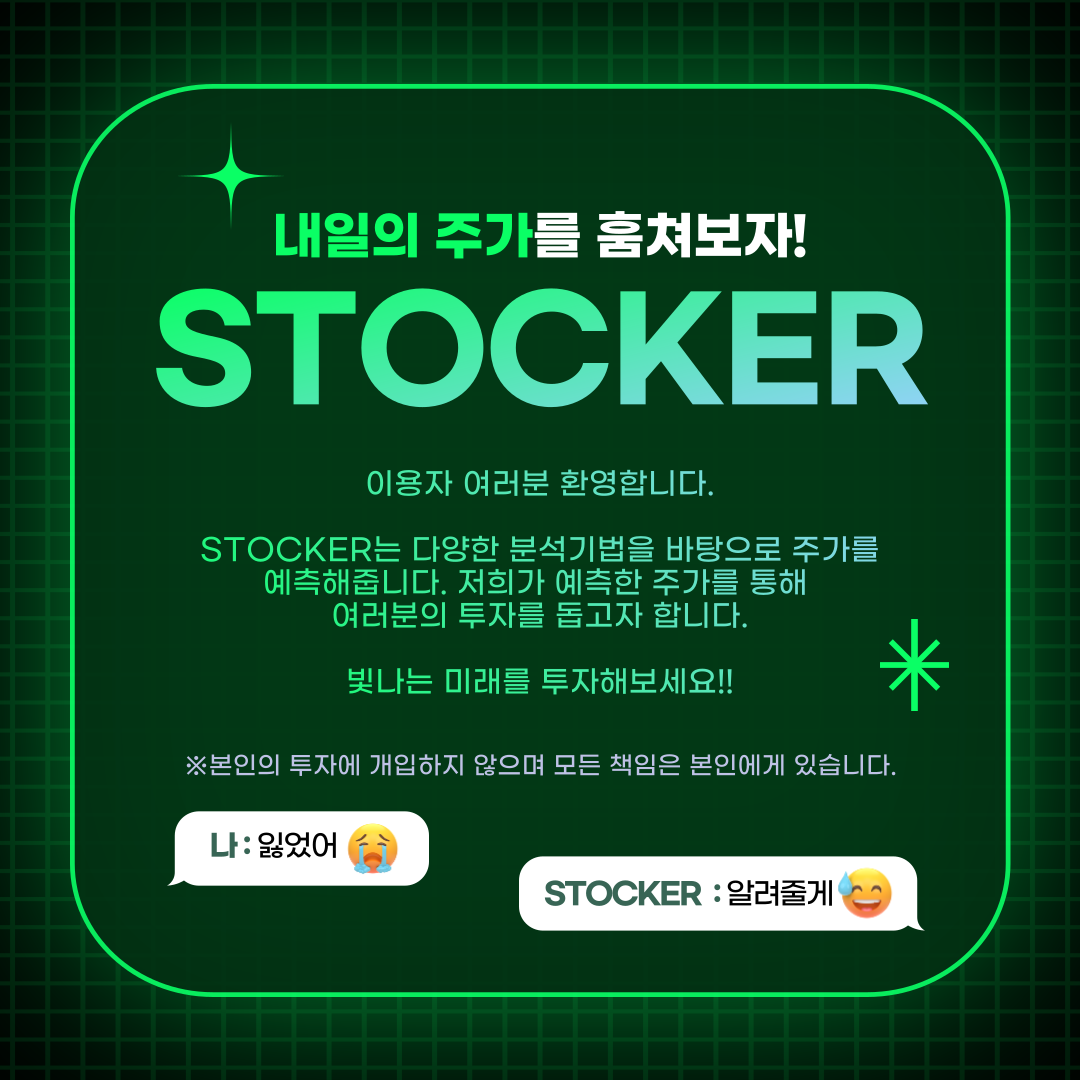 내일의 주가를 훔쳐보자!
STOCKER
이용자 여러분 환영합니다.
STOCKER는 다양한 분석기법을 바탕으로 주가를
예측해줍니다. 저희가 예측한 주가를 통해
여러분의 투자를 돕고자 합니다.
빛나는 미래를 투자해보세요!!
※본인의 투자에 개입하지 않으며 모든 책임은 본인에게 있습니다.
나 : 잃었어 😭
STOCKER : 알려줄게 😅